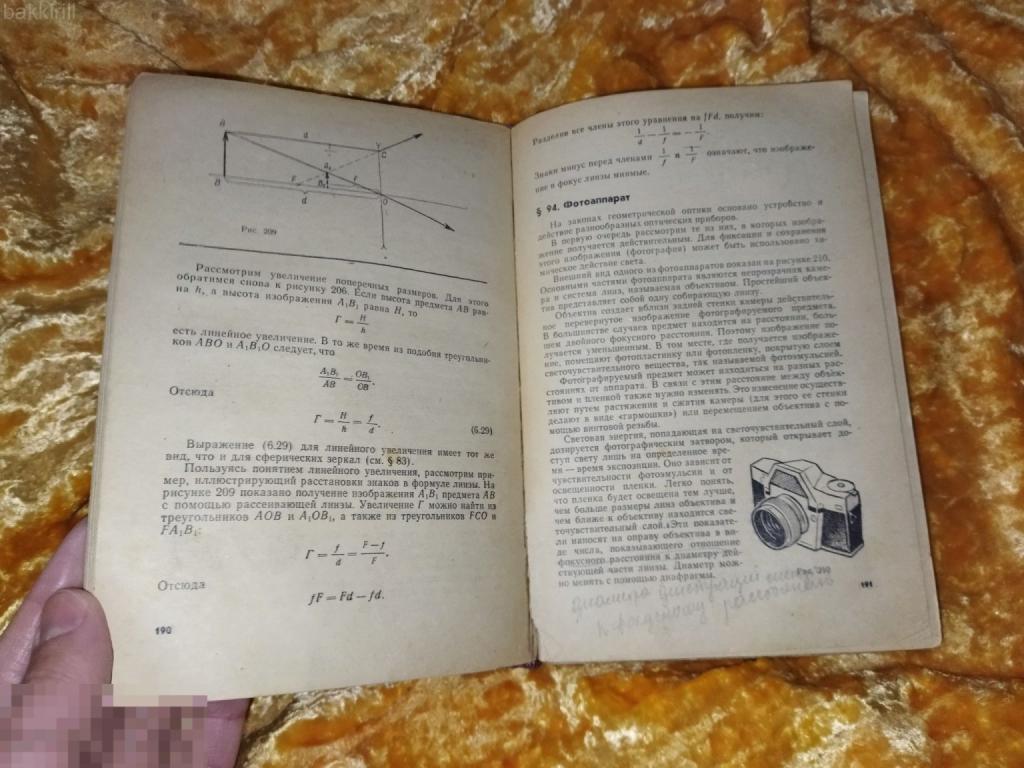 bakkirill
A
d
C
A₁
B
F
B₁
F
O
d
Рис. 209
Рассмотрим увеличение поперечных размеров. Для этого
обратимся снова к рисунку 206. Если высота предмета AB рав-
на h, а высота изображения A₁B₁ равна H, то
Г = H/h
есть линейное увеличение. В то же время из подобия треугольни-
ков ABO и A₁B₁O следует, что
A₁B₁/AB = OB₁/OB.
Отсюда
Г = H/h = f/d. (6.29)
Выражение (6.29) для линейного увеличения имеет тот же
вид, что и для сферических зеркал (см. § 83).
Пользуясь понятием линейного увеличения, рассмотрим при-
мер, иллюстрирующий расстановки знаков в формуле линзы. На
рисунке 209 показано получение изображения A₁B₁ предмета AB
с помощью рассеивающей линзы. Увеличение Г можно найти из
треугольников AOB и A₁OB₁, а также из треугольников FCO и
FA₁B₁:
Г = f/d = F−f/F.
Отсюда
fF = Fd − fd.
190
Разделив все члены этого уравнения на fFd, получим:
1/d − 1/f = − 1/F
Знаки минус перед членами 1/f и 1/F означают, что изображе-
ние и фокус линзы мнимые.
§ 94. Фотоаппарат
На законах геометрической оптики основано устройство и
действие разнообразных оптических приборов.
В первую очередь рассмотрим те из них, в которых изобра-
жение получается действительным. Для фиксации и сохранения
этого изображения (фотография) может быть использовано хи-
мическое действие света.
Внешний вид одного из фотоаппаратов показан на рисунке 210.
Основными частями фотоаппарата являются непрозрачная каме-
ра и система линз, называемая объективом. Простейший объек-
тив представляет собой одну собирающую линзу.
Объектив создает вблизи задней стенки камеры действитель-
ное перевернутое изображение фотографируемого предмета.
В большинстве случаев предмет находится на расстоянии, боль-
шем двойного фокусного расстояния. Поэтому изображение по-
лучается уменьшенным. В том месте, где получается изображе-
ние, помещают фотопластинку или фотопленку, покрытую слоем
светочувствительного вещества, так называемой фотоэмульсией.
Фотографируемый предмет может находиться на разных рас-
стояниях от аппарата. В связи с этим расстояние между объек-
тивом и пленкой также нужно изменять. Это изменение осуществ-
ляют путем растяжения и сжатия камеры (для этого ее стенки
делают в виде «гармошки») или перемещением объектива с по-
мощью винтовой резьбы.
Световая энергия, попадающая на светочувствительный слой,
дозируется фотографическим затвором, который открывает до-
ступ свету лишь на определенное вре-
мя — время экспозиции. Оно зависит от
чувствительности фотоэмульсии и от
освещенности пленки. Легко понять,
что пленка будет освещена тем лучше,
чем больше размеры линз объектива и
чем ближе к объективу находится све-
точувствительный слой. Эти показате-
ли наносят на оправу объектива в ви-
де числа, показывающего отношение
фокусного расстояния к диаметру дей-
ствующей части линзы. Диаметр мож-
но менять с помощью диафрагмы.
Рис. 210
191
диаметра
к фокусному расстоянию